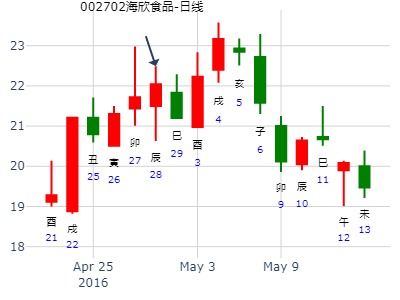 002702海欣食品-日线
23
22
21
20
19
18
酉
21
戌
22
丑
25
寅
26
卯
27
辰
28
巳
29
酉
3
戌
4
亥
5
子
6
卯
9
辰
10
巳
11
午
12
未
13
Apr 25
2016
May 3
May 9